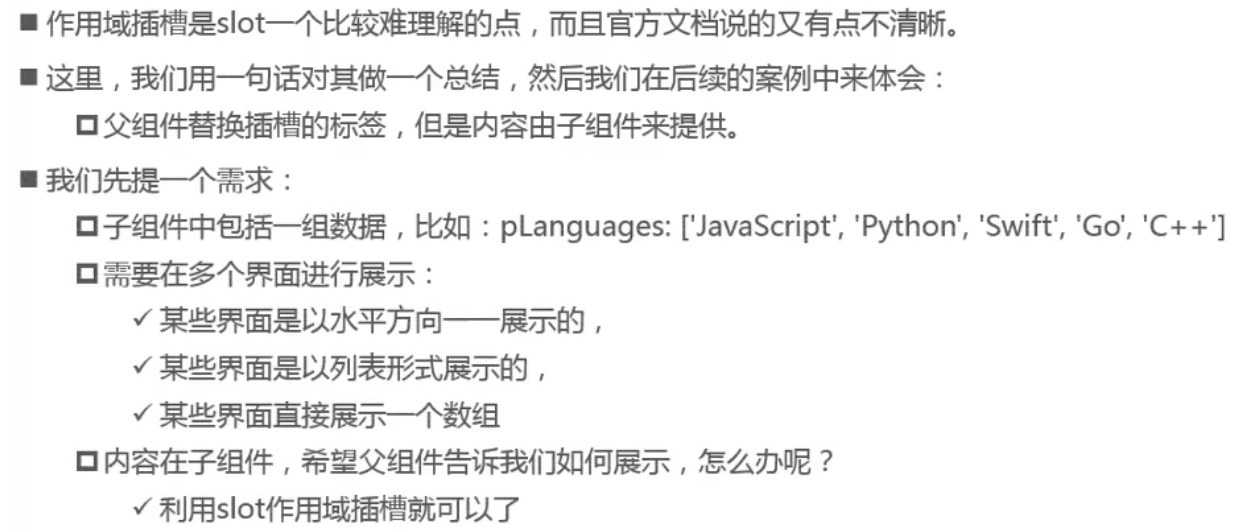 ■ 作用域插槽是slot一个比较难理解的点，而且官方文档说的又有点不清晰。
■ 这里，我们用一句话对其做一个总结，然后我们在后续的案例中来体会：
父组件替换插槽的标签，但是内容由子组件来提供。
■ 我们先提一个需求：
子组件中包括一组数据，比如：pLanguages: ['JavaScript', 'Python', 'Swift', 'Go', 'C++']
需要在多个界面进行展示：
✓ 某些界面是以水平方向一一展示的，
✓ 某些界面是以列表形式展示的，
✓ 某些界面直接展示一个数组
内容在子组件，希望父组件告诉我们如何展示，怎么办呢？
✓ 利用slot作用域插槽就可以了